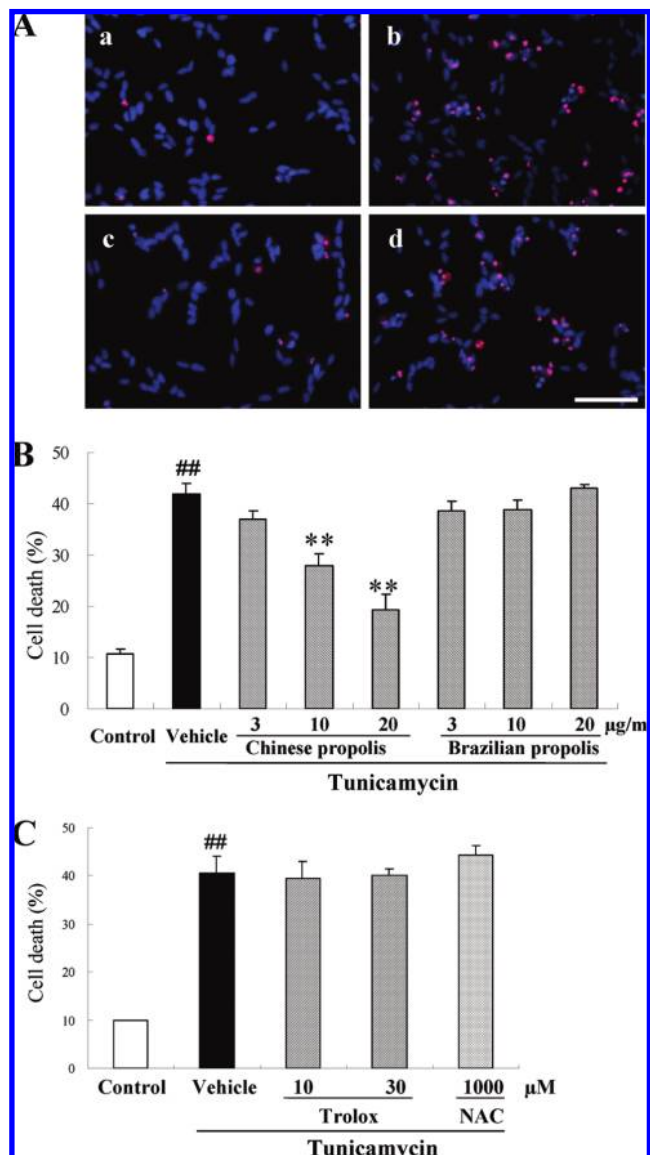 A
a
b
c
d
B
50
40
30
20
10
0
Cell death (%)
##
**
**
3 10 20 3 10 20 μg/m
Control Vehicle Chinese propolis Brazilian propolis
Tunicamycin
C
50
40
30
20
10
0
Cell death (%)
##
Control Vehicle 10 30 1000 μM
Trolox NAC
Tunicamycin